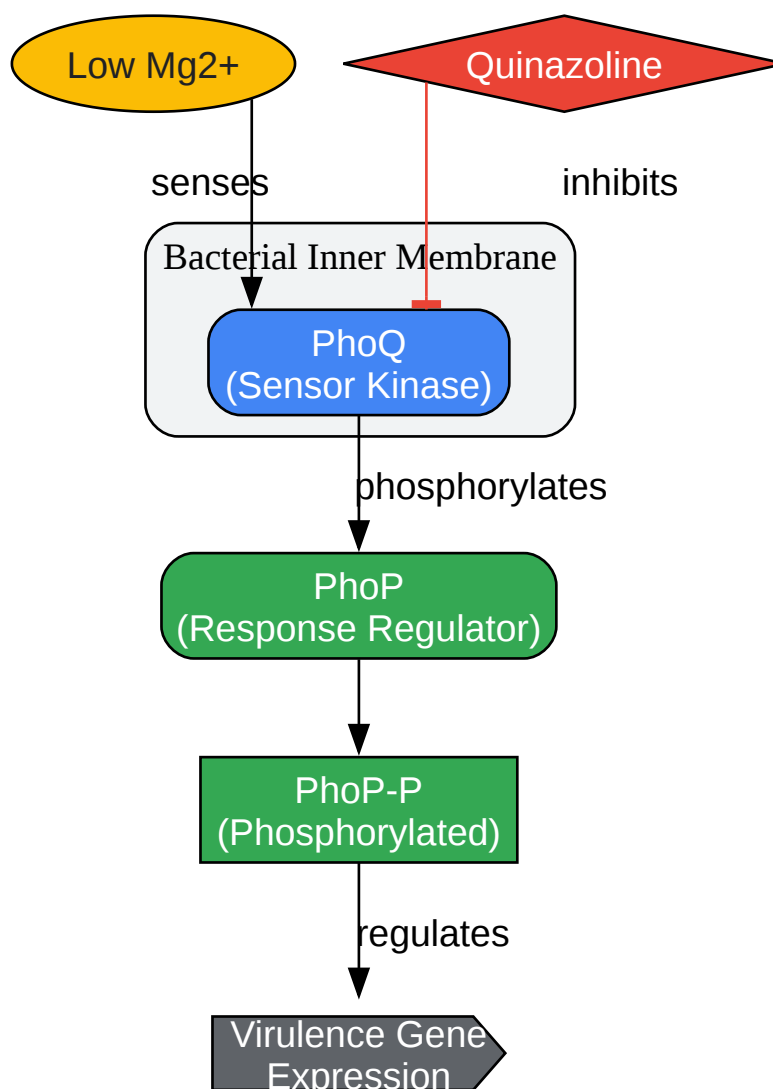 Low Mg2+
Quinazoline
senses
inhibits
Bacterial Inner Membrane
PhoQ
(Sensor Kinase)
phosphorylates
PhoP
(Response Regulator)
PhoP-P
(Phosphorylated)
regulates
Virulence Gene
Expression